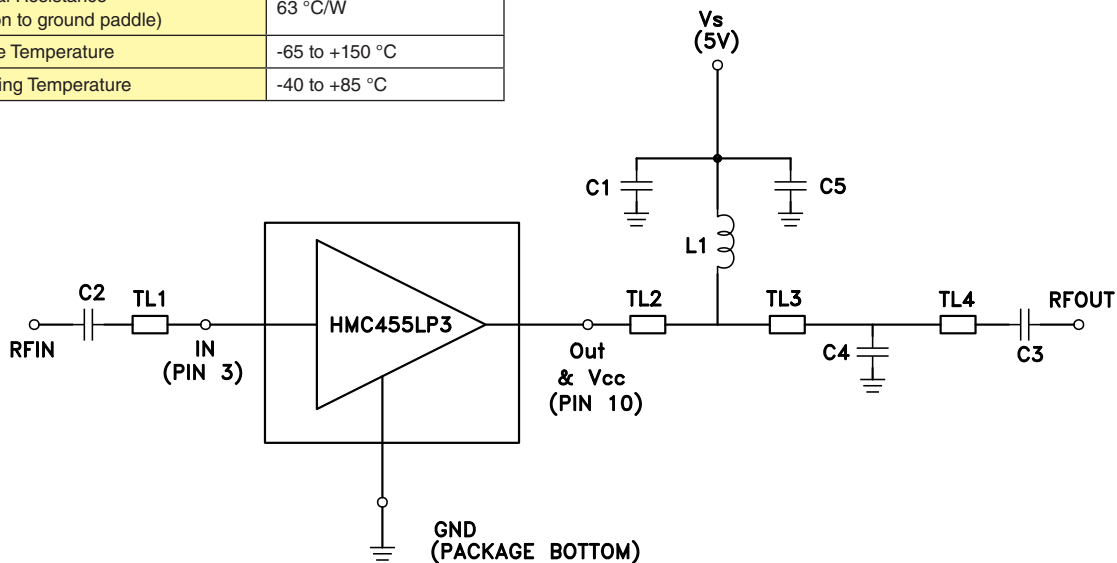 63 °C/W
on to ground paddle)
e Temperature -65 to +150 °C
ing Temperature -40 to +85 °C
Vs
(5V)
C1
C5
L1
C2
TL1
TL2
TL3
TL4
RFOUT
HMC455LP3
RFIN
IN
(PIN 3)
Out
& Vcc
(PIN 10)
C4
C3
GND
(PACKAGE BOTTOM)